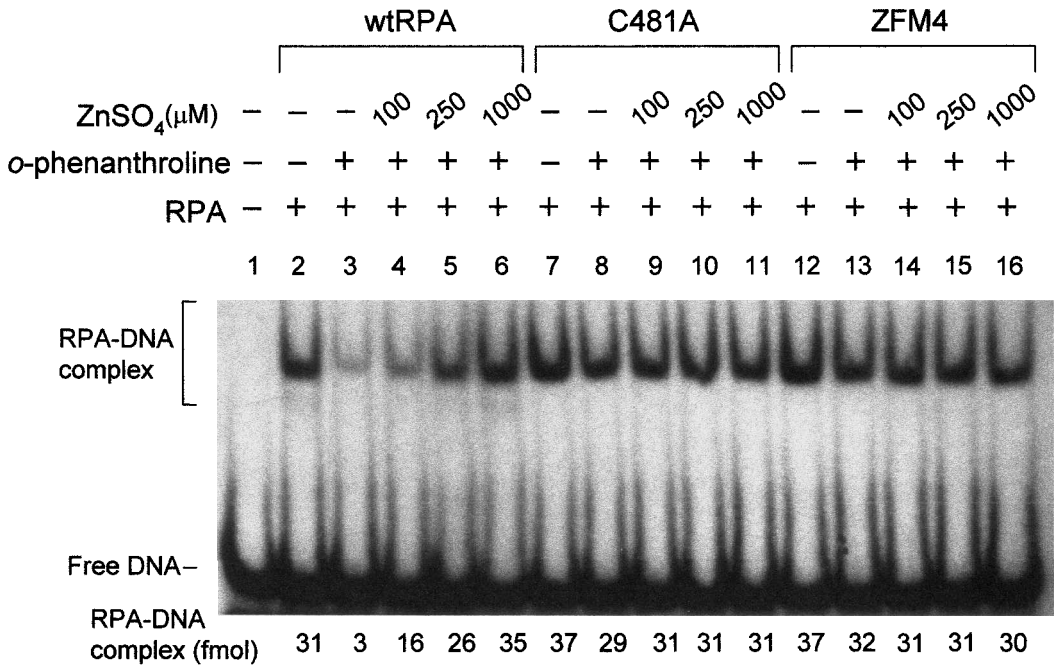 wtRPA C481A ZFM4
ZnSO4(µM) – – – 100 250 1000 – – 100 250 1000 – – 100 250 1000
o-phenanthroline – – + + + + – + + + + – + + + +
RPA – + + + + + + + + + + + + + + +
1 2 3 4 5 6 7 8 9 10 11 12 13 14 15 16
RPA-DNA
complex
Free DNA–
RPA-DNA
complex (fmol) 31 3 16 26 35 37 29 31 31 31 37 32 31 31 30